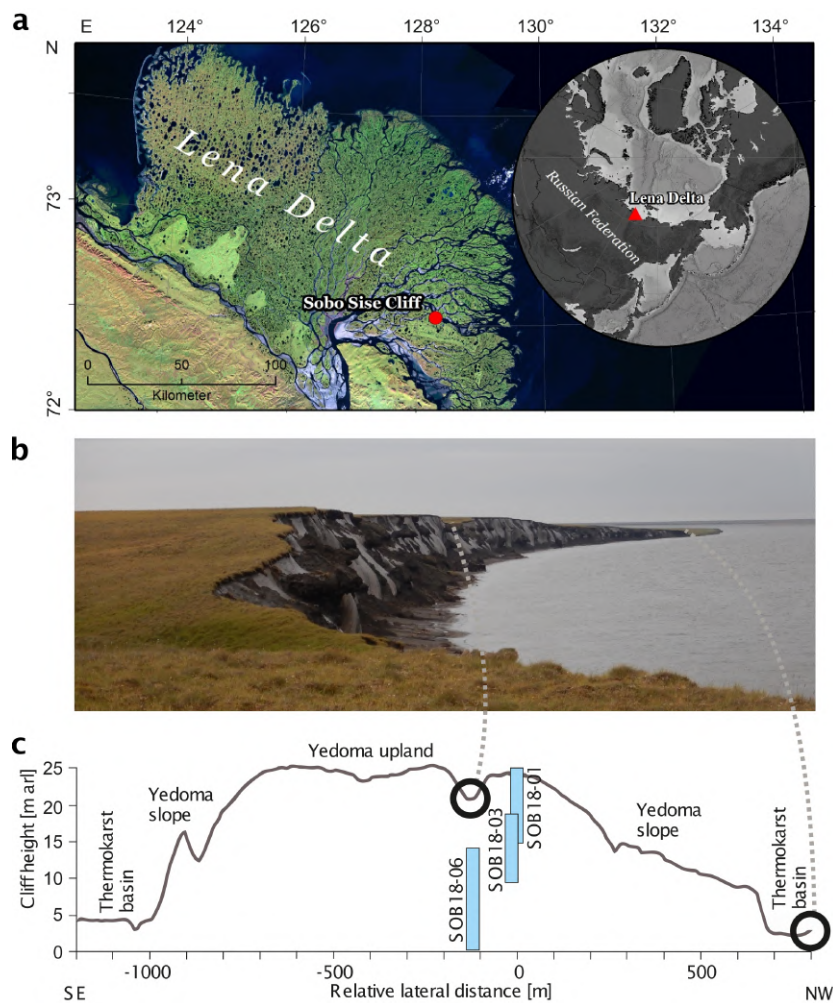 a
N
E
124°
126°
128°
130°
132°
134°
73°
72°
Lena Delta
Sobo Sise Cliff
0
50
100
Kilometer
Russian Federation
Lena Delta
b
c
Cliff height [m arl]
25
20
15
10
5
0
Thermokarst
basin
Yedoma
slope
Yedoma upland
SOB18-06
SOB18-03
SOB18-01
Yedoma
slope
Thermokarst
basin
-1000
-500
0
500
SE
Relative lateral distance [m]
NW